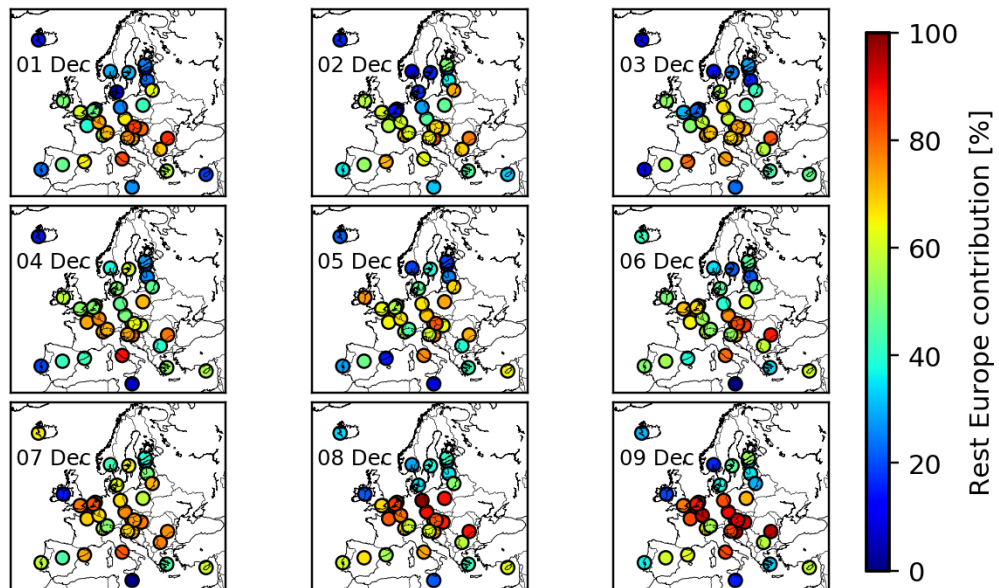 01 Dec
02 Dec
03 Dec
04 Dec
05 Dec
06 Dec
07 Dec
08 Dec
09 Dec
100
80
60
40
20
0
Rest Europe contribution [%]